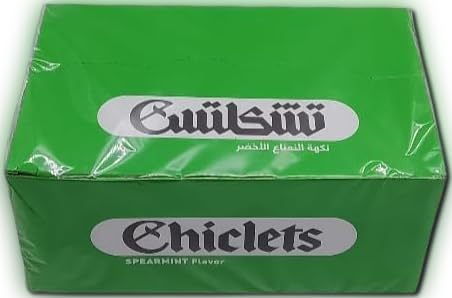 تشكلتس
نكهة النعناع الأخضر
Chiclets
SPEARMINT Flavor